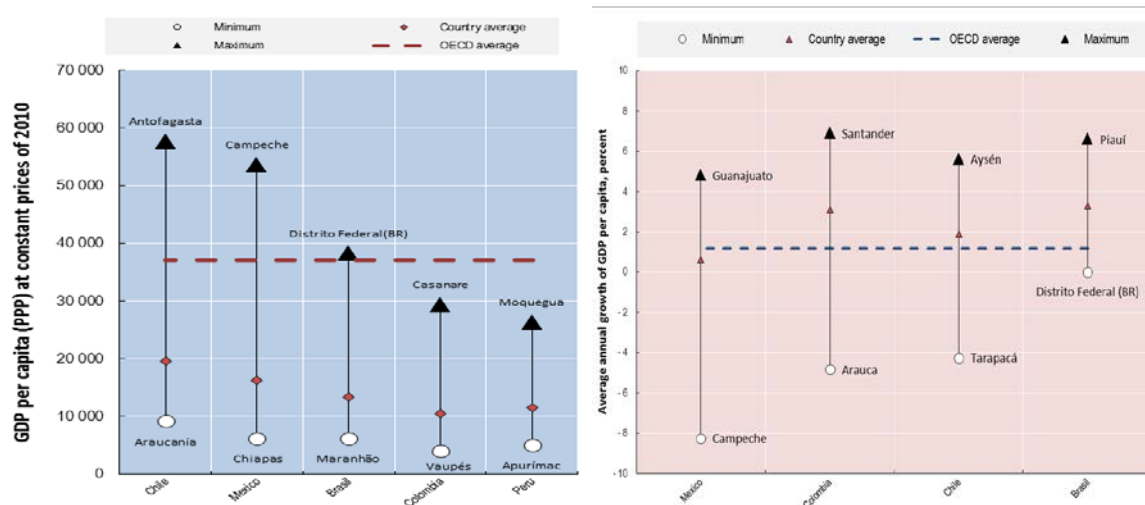 Minimum
Country average
Maximum
OECD average
GDP per capita (PPP) at constant prices of 2010
70 000
60 000
50 000
40 000
30 000
20 000
10 000
0
Antofagasta
Campeche
Distrito Federal(BR)
Casanare
Moquegua
Araucanía
Chiapas
Maranhão
Vaupés
Apurímac
Chile
Mexico
Brasil
Colombia
Peru
Minimum
Country average
OECD average
Maximum
Average annual growth of GDP per capita, percent
10
8
6
4
2
0
- 2
- 4
- 6
- 8
- 10
Guanajuato
Santander
Aysén
Piauí
Distrito Federal (BR)
Tarapacá
Arauca
Campeche
Mexico
Colombia
Chile
Brasil